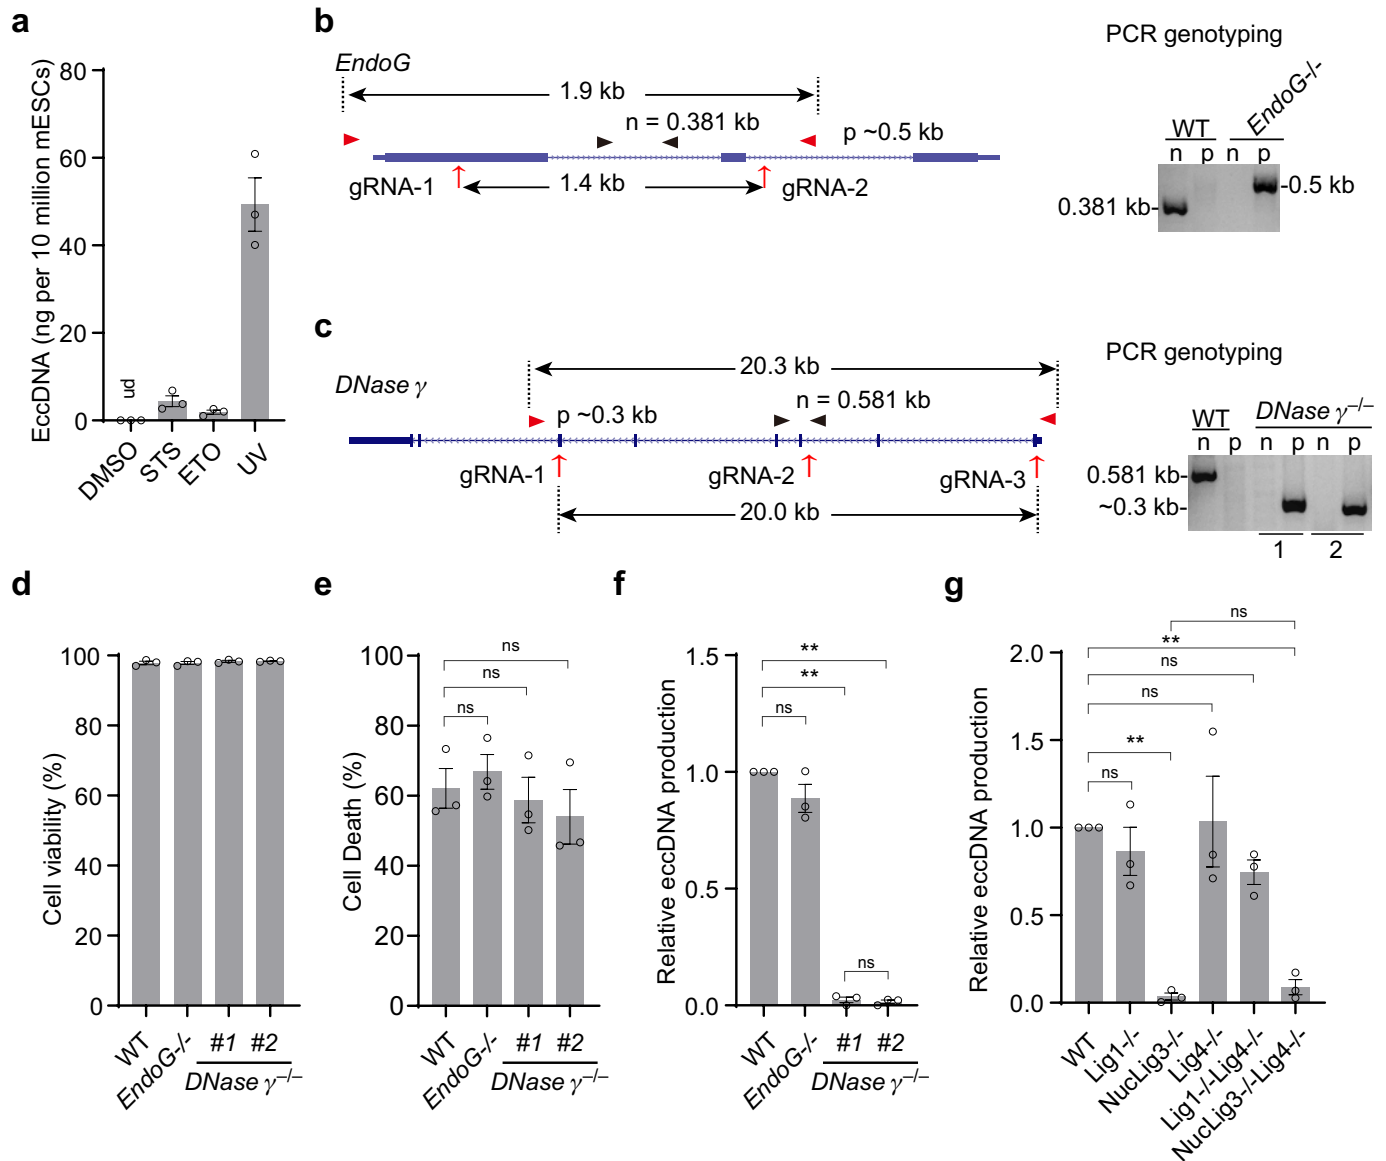 a
EccDNA (ng per 10 million mESCs)
80
60
40
20
0
ud
DMSO
STS
ETO
UV
b
EndoG
1.9 kb
n = 0.381 kb
p ~0.5 kb
gRNA-1
1.4 kb
gRNA-2
PCR genotyping
WT
EndoG-/-
n p n p
0.381 kb-
-0.5 kb
c
DNase γ
20.3 kb
p ~0.3 kb
n = 0.581 kb
gRNA-1
gRNA-2
gRNA-3
20.0 kb
PCR genotyping
WT
DNase γ−/−
n p n p n p
0.581 kb-
~0.3 kb-
1 2
d
Cell viability (%)
100
80
60
40
20
0
WT
EndoG-/-
#1 #2
DNase γ−/−
e
Cell Death (%)
100
80
60
40
20
0
ns
ns
ns
WT
EndoG-/-
#1 #2
DNase γ−/−
f
Relative eccDNA production
1.5
1.0
0.5
0.0
**
**
ns
ns
WT
EndoG-/-
#1 #2
DNase γ−/−
g
Relative eccDNA production
2.0
1.5
1.0
0.5
0.0
ns
**
ns
ns
**
ns
WT
Lig1-/-
NucLig3-/-
Lig4-/-
Lig1-/-Lig4-/-
NucLig3-/-Lig4-/-